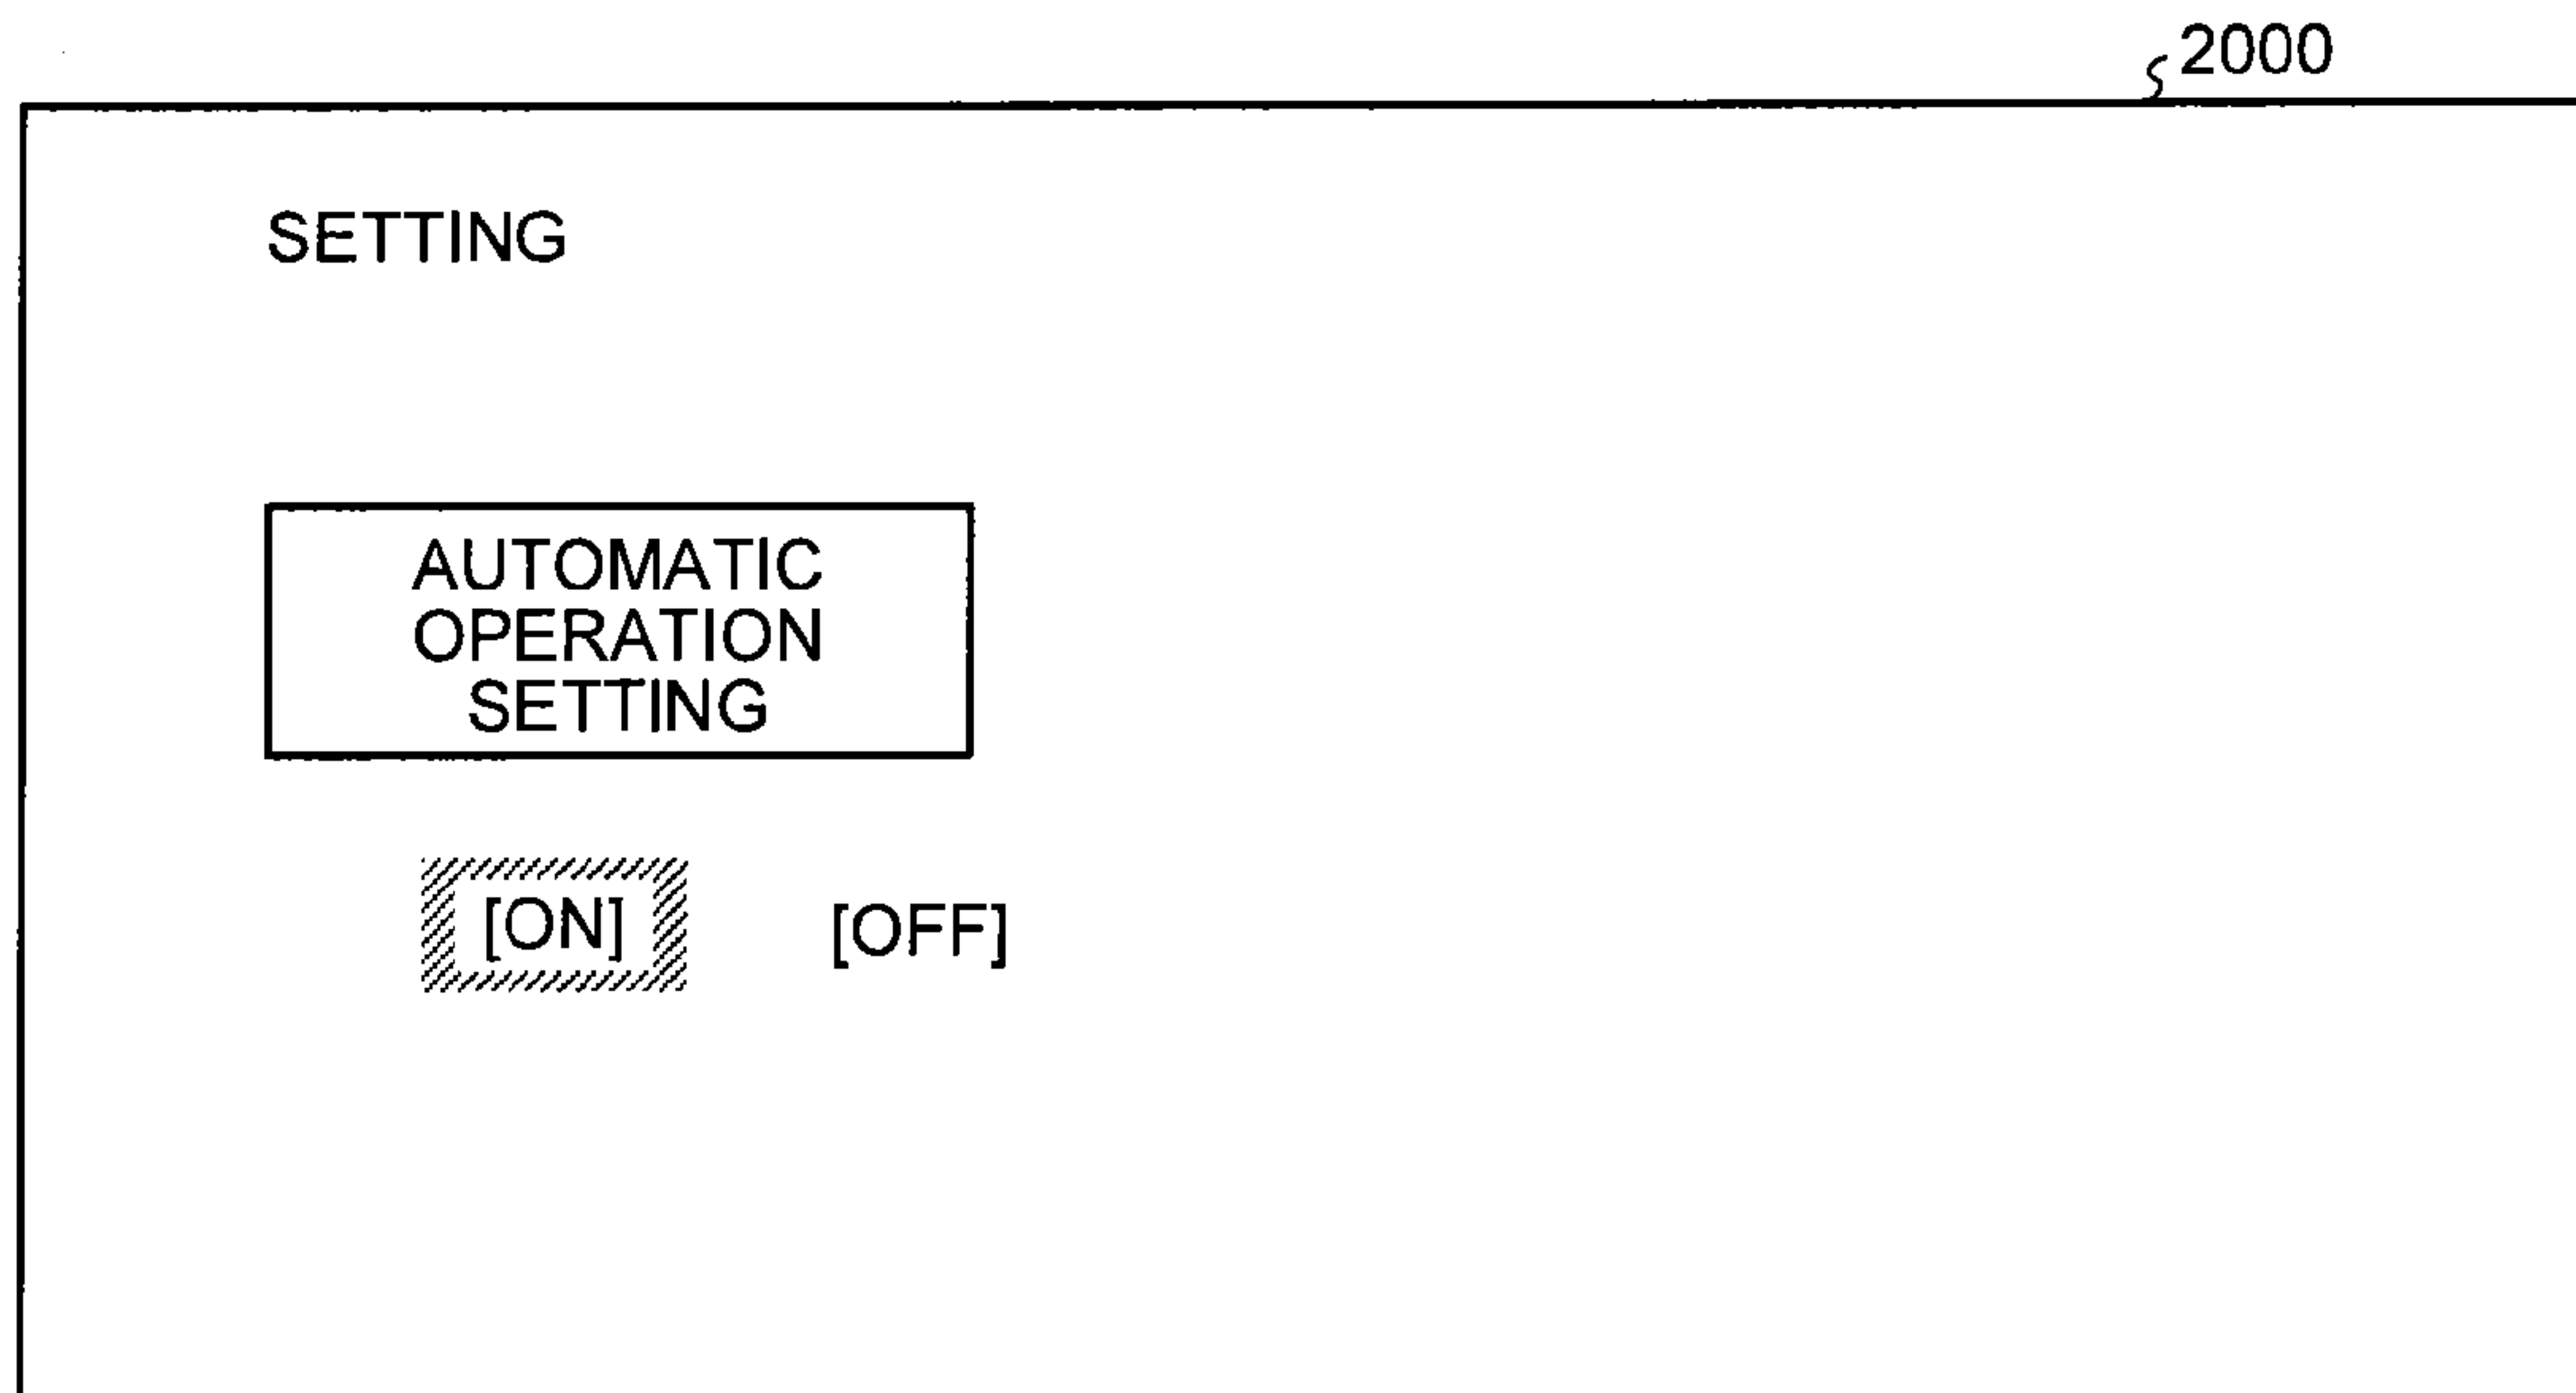 2000
SETTING
AUTOMATIC
OPERATION
SETTING
[ON] [OFF]